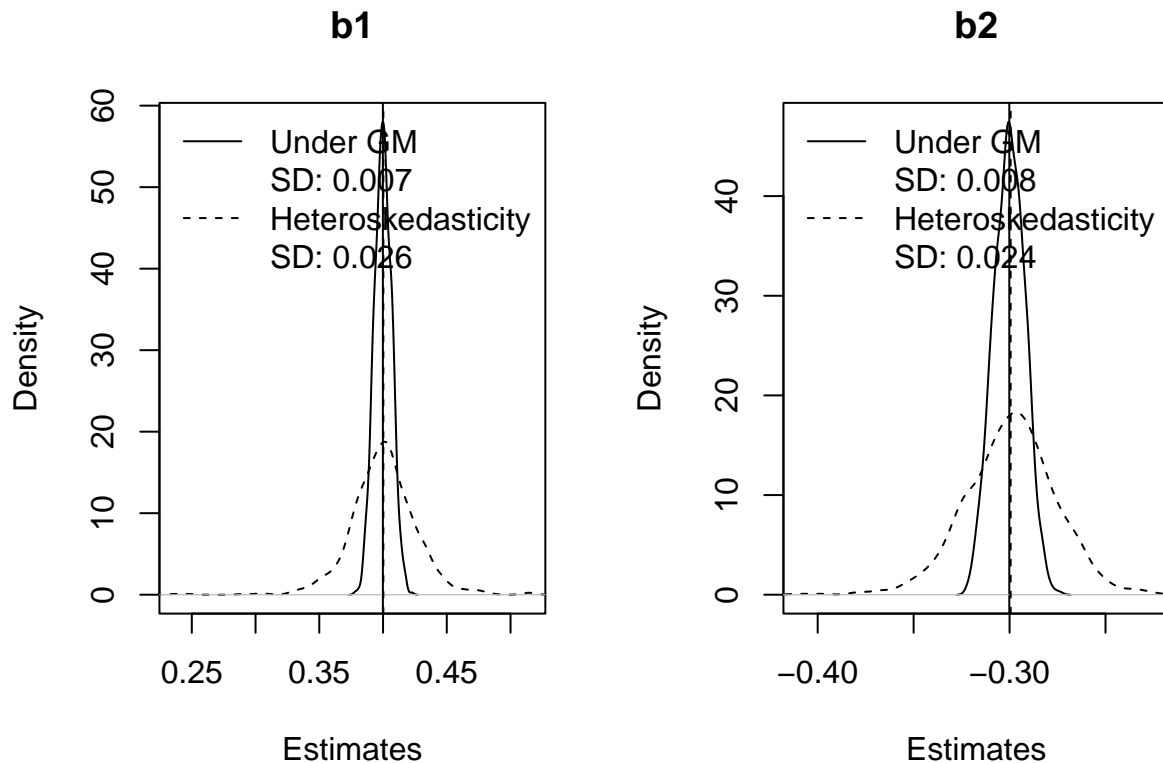 b1
60
50
40
30
20
10
0
Density
Under GM
SD: 0.007
Heteroskedasticity
SD: 0.026
0.25
0.35
0.45
Estimates
b2
40
30
20
10
0
Density
Under GM
SD: 0.008
Heteroskedasticity
SD: 0.024
−0.40
−0.30
Estimates